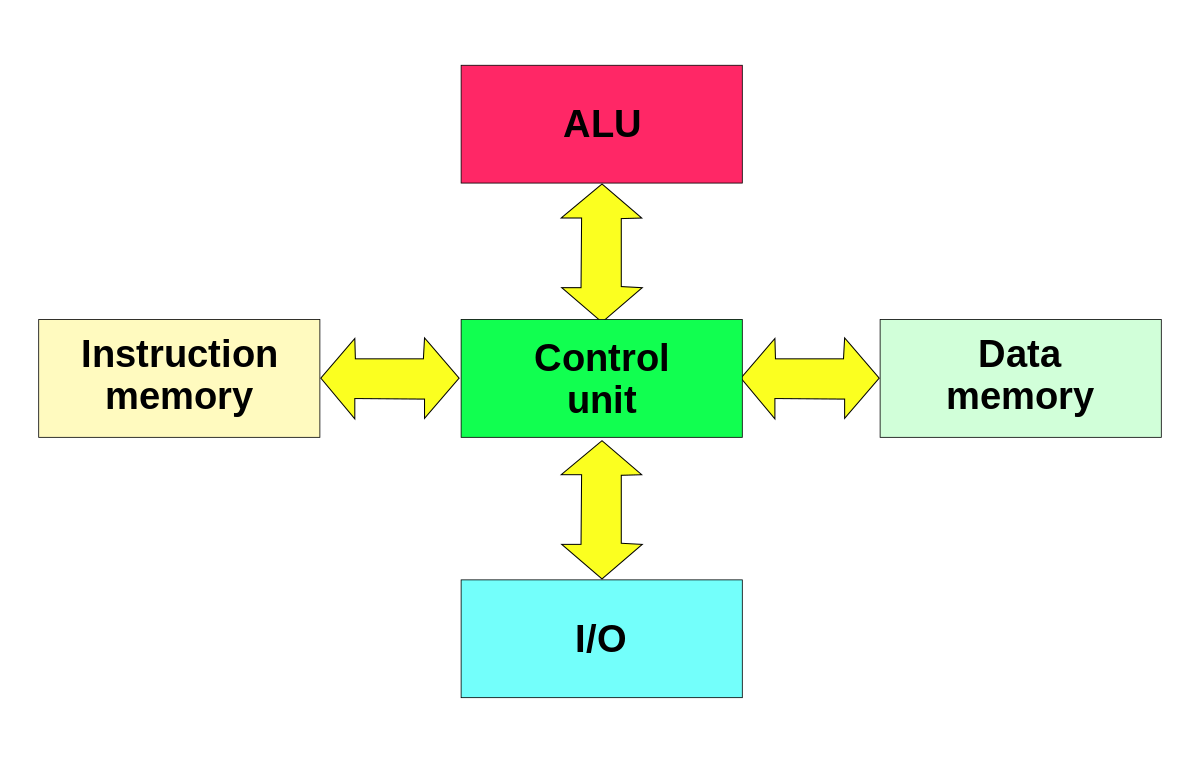 ALU
Instruction
memory
Control
unit
Data
memory
I/O